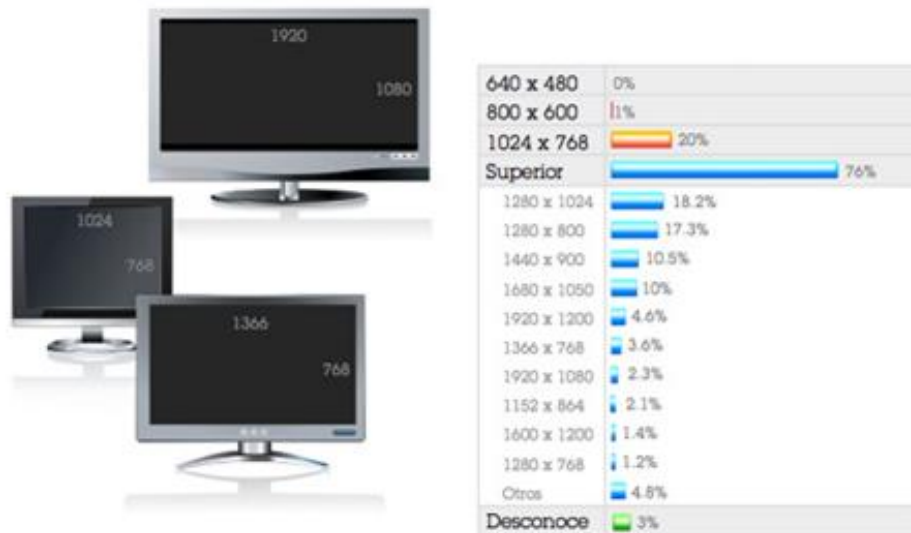 1920
1080
1024
768
1366
768
640 x 480 0%
800 x 600 1%
1024 x 768 20%
Superior 76%
1280 x 1024 18.2%
1280 x 800 17.3%
1440 x 900 10.5%
1680 x 1050 10%
1920 x 1200 4.6%
1366 x 768 3.6%
1920 x 1080 2.3%
1152 x 864 2.1%
1600 x 1200 1.4%
1280 x 768 1.2%
Otros 4.8%
Desconoce 3%